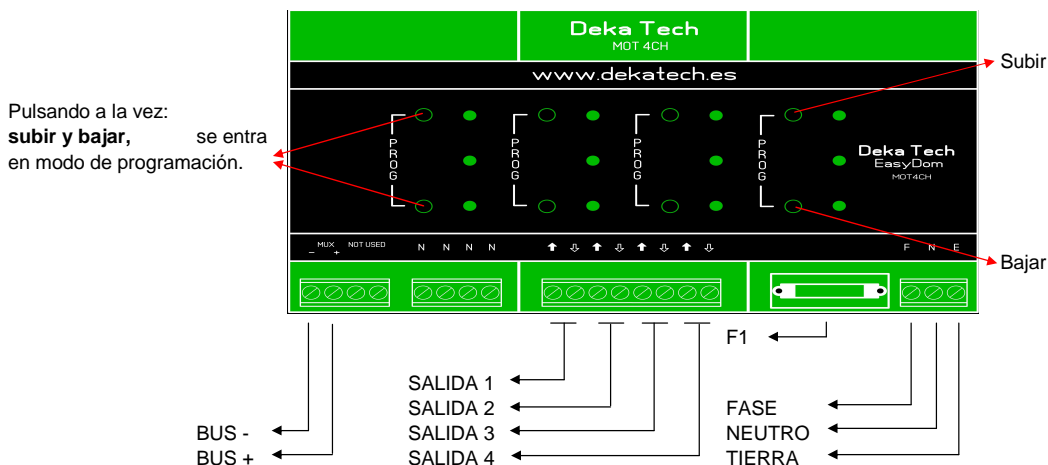 Deka Tech
MOT 4CH
www.dekatech.es
Subir
Pulsando a la vez:
subir y bajar, se entra
en modo de programación.
PROG PROG PROG PROG
Deka Tech
EasyDom
MOT4CH
MUX NOT USED N N N N ⬆ ⇩ ⬆ ⇩ ⬆ ⇩ ⬆ ⇩ F N E
- +
Bajar
F1
SALIDA 1
SALIDA 2 FASE
BUS - SALIDA 3 NEUTRO
BUS + SALIDA 4 TIERRA